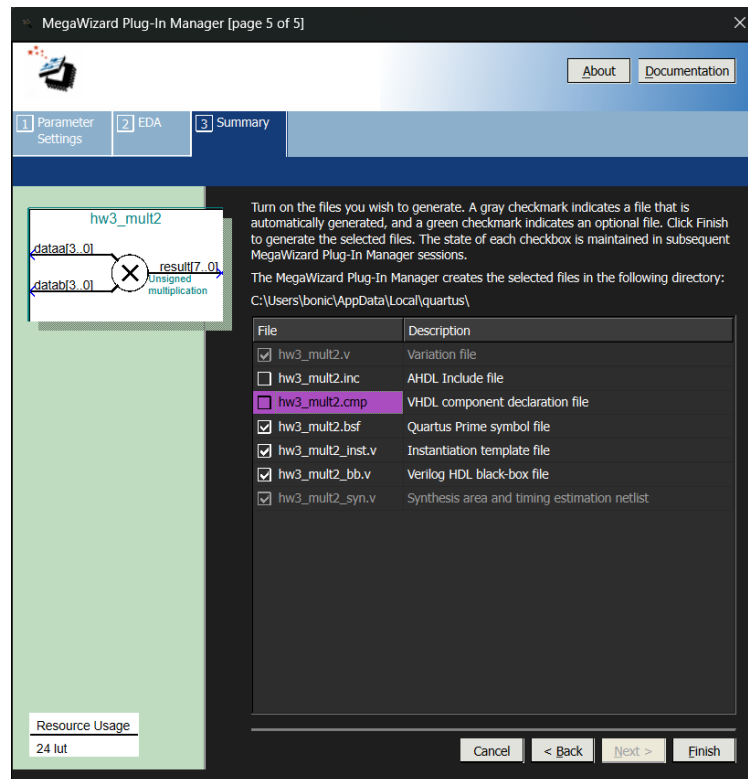 MegaWizard Plug-In Manager [page 5 of 5]
About
Documentation
1 Parameter Settings
2 EDA
3 Summary
hw3_mult2
dataa[3..0]
result[7..0]
Unsigned
multiplication
datab[3..0]
Turn on the files you wish to generate. A gray checkmark indicates a file that is
automatically generated, and a green checkmark indicates an optional file. Click Finish
to generate the selected files. The state of each checkbox is maintained in subsequent
MegaWizard Plug-In Manager sessions.
The MegaWizard Plug-In Manager creates the selected files in the following directory:
C:\Users\bonic\AppData\Local\quartus\
File Description
hw3_mult2.v Variation file
hw3_mult2.inc AHDL Include file
hw3_mult2.cmp VHDL component declaration file
hw3_mult2.bsf Quartus Prime symbol file
hw3_mult2_inst.v Instantiation template file
hw3_mult2_bb.v Verilog HDL black-box file
hw3_mult2_syn.v Synthesis area and timing estimation netlist
Resource Usage
24 lut
Cancel
< Back
Next >
Finish